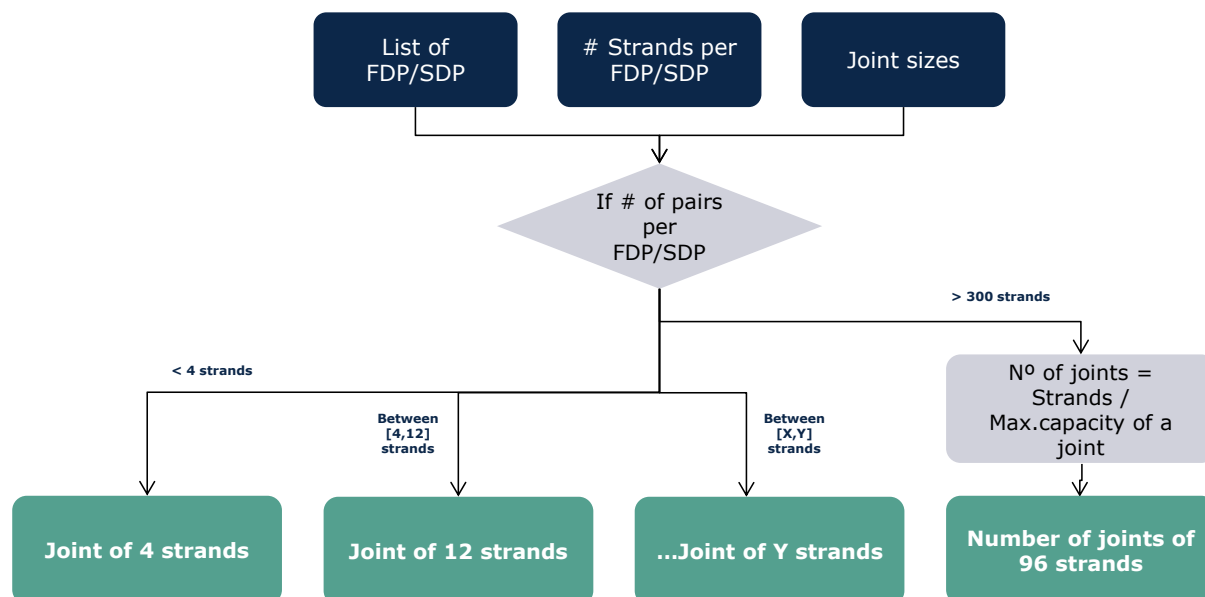 List of
FDP/SDP
# Strands per
FDP/SDP
Joint sizes
If # of pairs
per
FDP/SDP
> 300 strands
< 4 strands
Between
[4,12]
strands
Between
[X,Y]
strands
Nº of joints =
Strands /
Max.capacity of a
joint
Joint of 4 strands
Joint of 12 strands
...Joint of Y strands
Number of joints of
96 strands